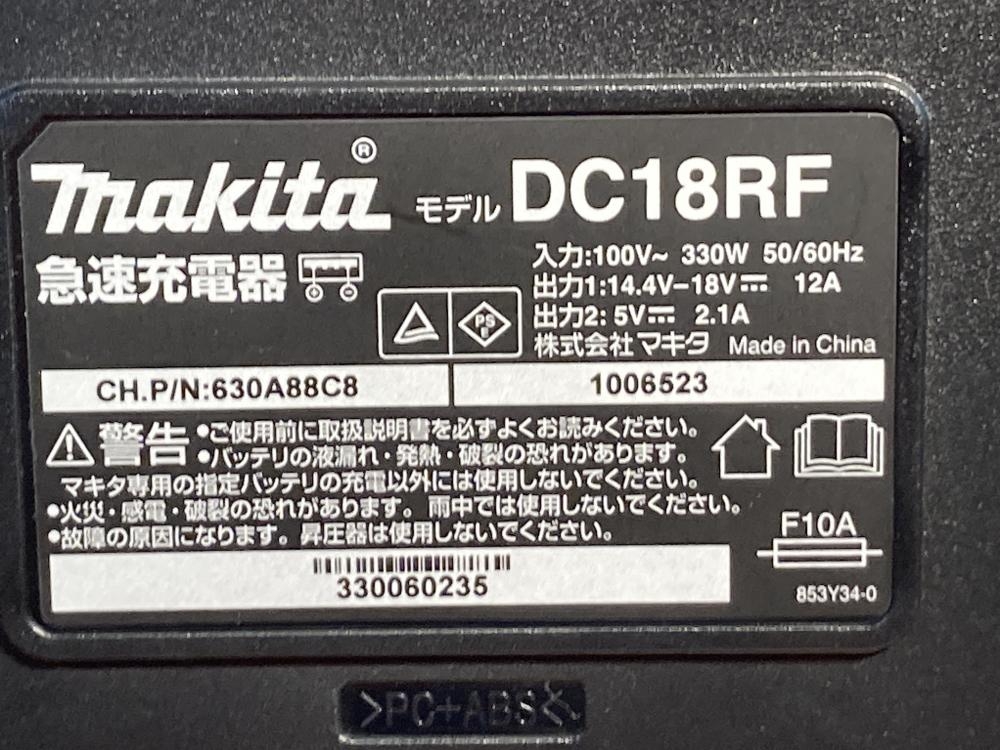 makita®
モデル DC18RF
急速充電器
入力:100V~ 330W 50/60Hz
出力1:14.4V-18V⎓ 12A
出力2: 5V⎓ 2.1A
株式会社マキタ Made in China
PSE
CH.P/N:630A88C8
1006523
警告
•ご使用前に取扱説明書を必ずよくお読みください。
•バッテリの液漏れ・発熱・破裂の恐れがあります。
マキタ専用の指定バッテリの充電以外には使用しないでください。
•火災・感電・破裂の恐れがあります。雨中では使用しないでください。
•故障の原因になります。昇圧器は使用しないでください。
F10A
330060235
853Y34-0
>PC+ABS<